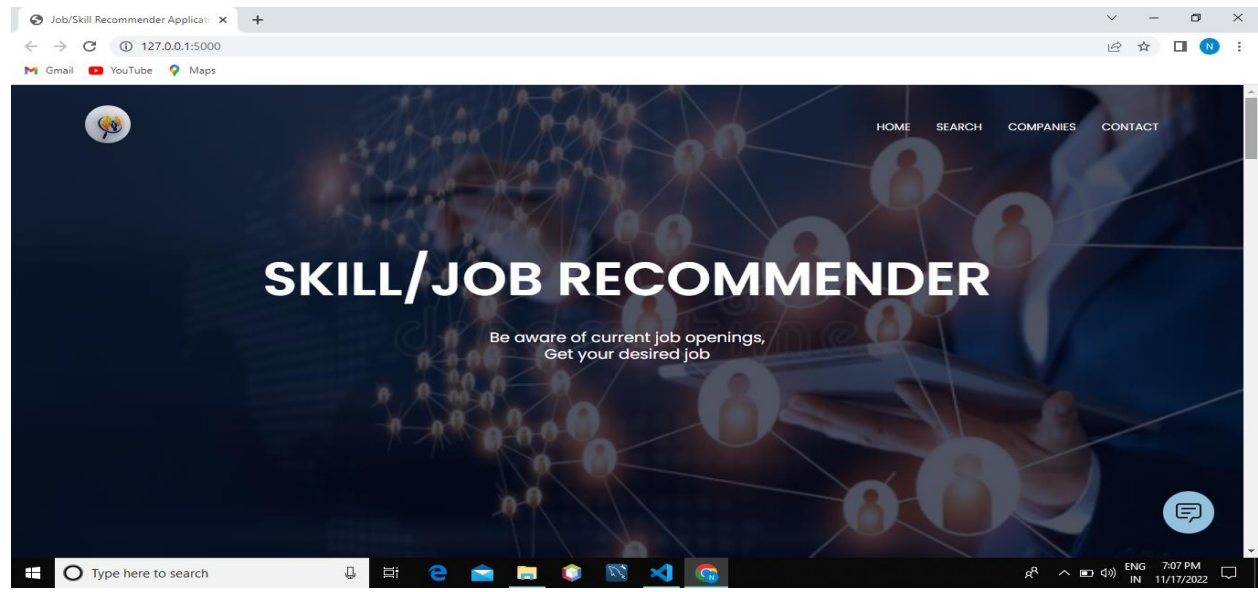 Job/Skill Recommender Applicati
127.0.0.1:5000
N
Gmail YouTube Maps
HOME SEARCH COMPANIES CONTACT
SKILL/JOB RECOMMENDER
Be aware of current job openings,
Get your desired job
Type here to search
N
ENG 7:07 PM
IN 11/17/2022